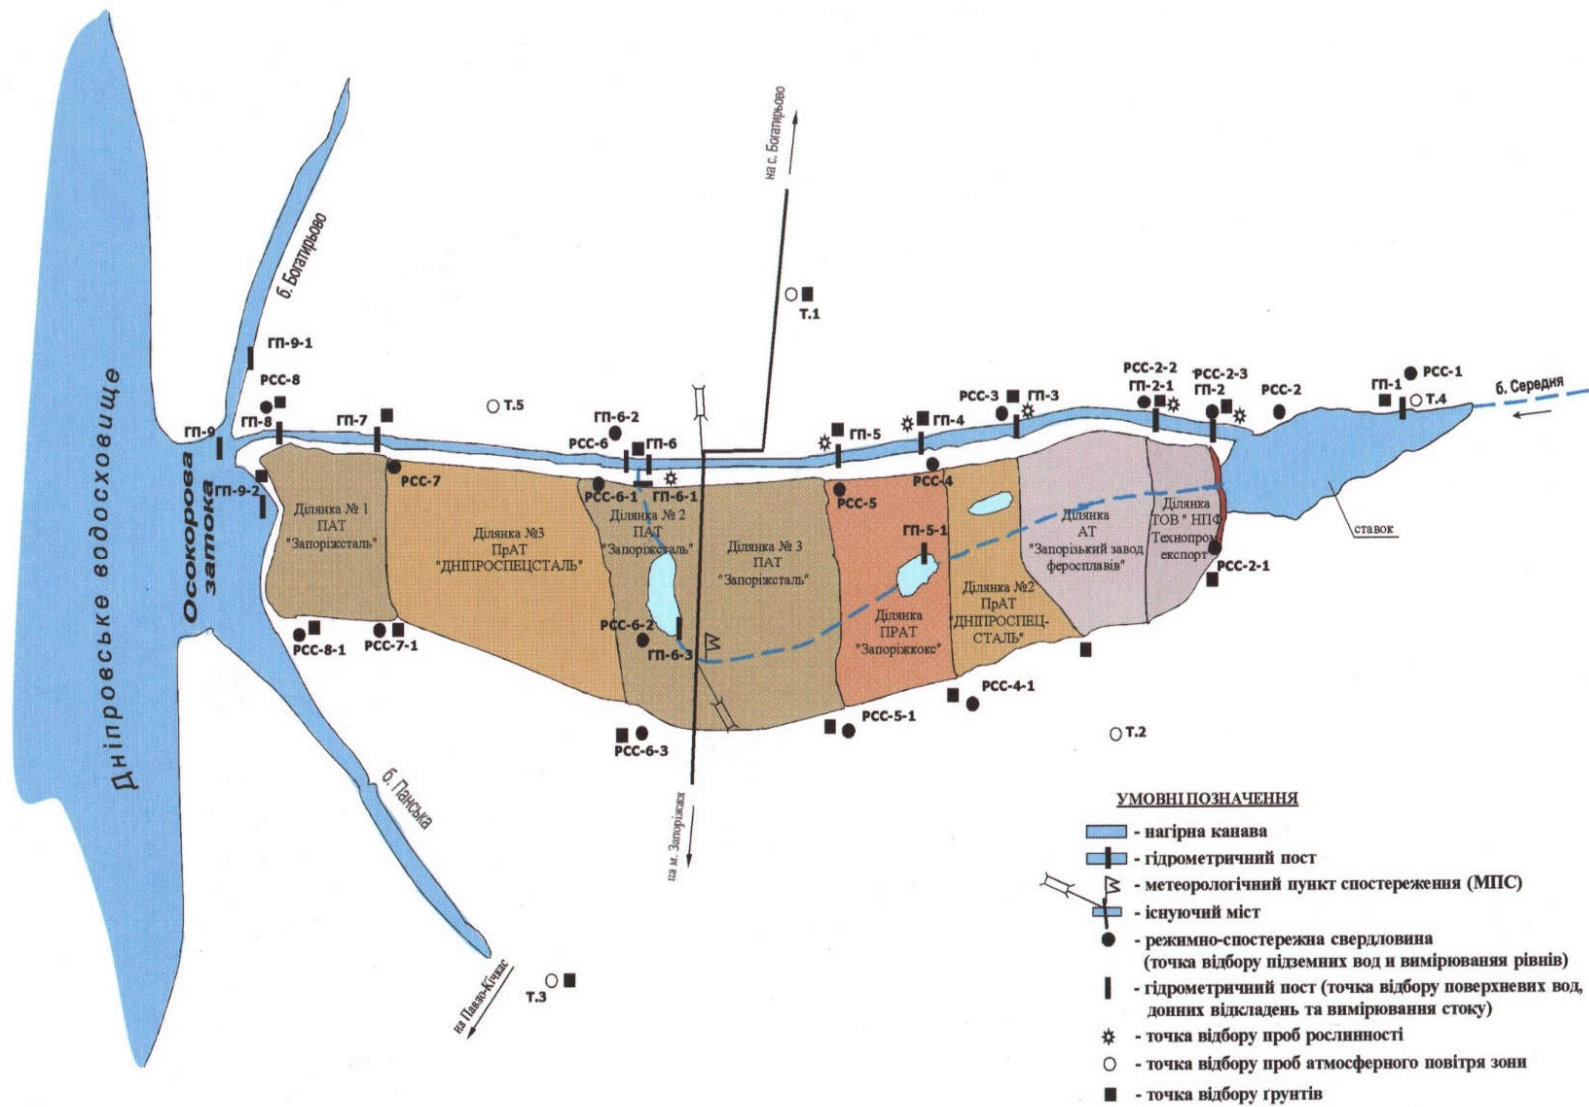 на с. Богатирьово
б. Богатирьово
Т.1
ГП-9-1
РСС-8
Т.5
ГП-9
ГП-8
ГП-7
РСС-6
ГП-6-2
ГП-6
ГП-5
ГП-4
РСС-3
ГП-3
РСС-2-2
ГП-2-1
РСС-2-3
ГП-2
РСС-2
ГП-1
РСС-1
Т.4
б. Середня
Дніпровське водосховище
Осокорова
затока
ГП-9-2
РСС-7
РСС-6-1
ГП-6-1
РСС-5
РСС-4
Ділянка № 1
ПАТ
"Запоріжсталь"
Ділянка №3
ПрАТ
"ДНІПРОСПЕЦСТАЛЬ"
Ділянка № 2
ПАТ
"Запоріжсталь"
Ділянка № 3
ПАТ
"Запоріжсталь"
ГП-5-1
Ділянка
ПРАТ
"Запоріжкокс"
Ділянка №2
ПрАТ
"ДНІПРОСПЕЦ-
СТАЛЬ"
Ділянка
АТ
"Запорізький завод
феросплавів"
Ділянка
ТОВ " НПФ
Технопром
експорт"
ставок
РСС-2-1
РСС-8-1
РСС-7-1
РСС-6-2
ГП-6-3
РСС-6-3
РСС-5-1
РСС-4-1
Т.2
б. Панська
на м. Запоріжжя
Т.3
на Павло-Кічкас
УМОВНІ ПОЗНАЧЕННЯ
- нагірна канава
- гідрометричний пост
- метеорологічний пункт спостереження (МПС)
- існуючий міст
- режимно-спостережна свердловина
(точка відбору підземних вод и вимірюваняя рівнів)
- гідрометричний пост (точка відбору поверхневих вод,
донних відкладень та вимірювання стоку)
- точка відбору проб рослинності
- точка відбору проб атмосферного повітря зони
- точка відбору ґрунтів